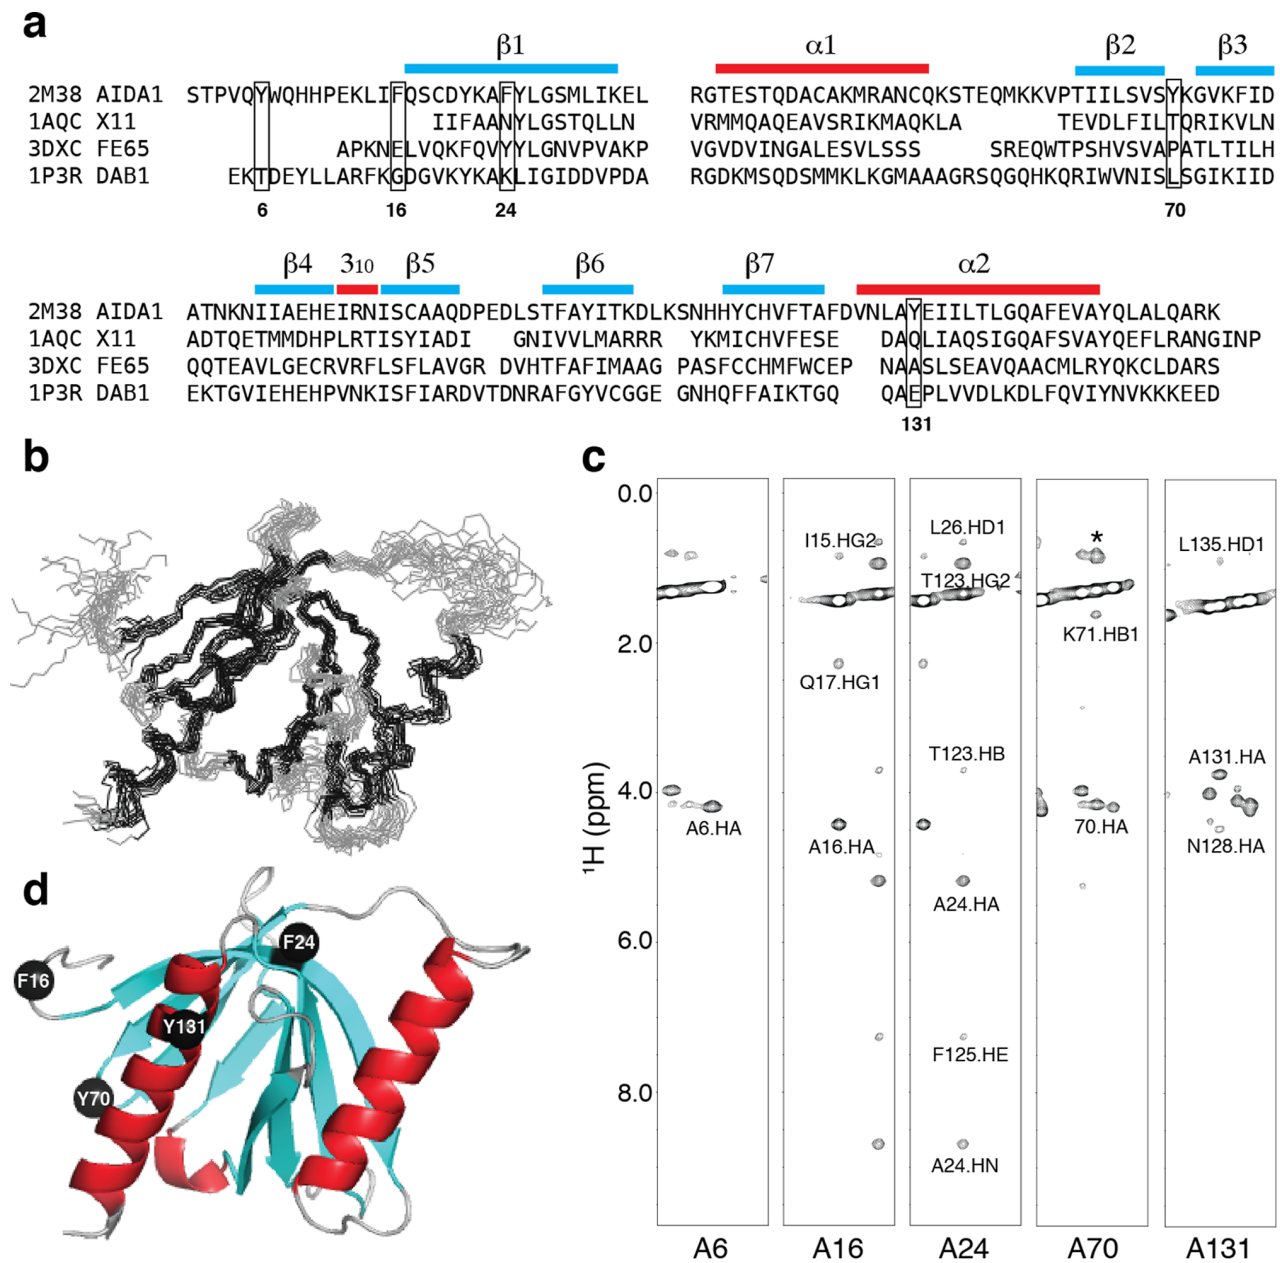 a
β1 α1 β2 β3
2M38 AIDA1 STPVQYWQHHPEKLIFQSCDYKAFYLGSMLIKEL RGTESTQDACAKMRANCQKSTEQMKKVPTIILSVSYKGVKFID
1AQC X11 IIFAANYLGSTQLLN VRMMQAQEAVSRIKMAQKLA TEVDLFILTQRIKVLN
3DXC FE65 APKNELVQKFQVYYLGNVPVAKP VGVDVINGALESVLSSS SREQWTPSHVSVAPATLTILH
1P3R DAB1 EKTDEYLLARFKGDGVKYKAKLIGIDDVPDA RGDKMSQDSMMKLKGMAAAGRSQGQHKQRIWVNISLSGIKIID
6 16 24 70
β4 3₁₀ β5 β6 β7 α2
2M38 AIDA1 ATNKNIIAEHEIRNISCAAQDPEDLSTFAYITKDLKSNHHYCHVFTAFDVNLAYEIILTLGQAFEVAYQLALQARK
1AQC X11 ADTQETMMDHPLRTISYIADI GNIVVLMARRR YKMICHVFESE DAQLIAQSIGQAFSVAYQEFLRANGINP
3DXC FE65 QQTEAVLGECRVRFLSFLAVGR DVHTFAFIMAAG PASFCCHMFWCEP NAASLSEAVQAACMLRYQKCLDARS
1P3R DAB1 EKTGVIEHEHPVNKISFIARDVTDNRAFGYVCGGE GNHQFFAIKTGQ QAEPLVVDLKDLFQVIYNVKKKEED
131
b
c
0.0
2.0
4.0
6.0
8.0
¹H (ppm)
A6.HA
I15.HG2
Q17.HG1
A16.HA
L26.HD1
T123.HG2
T123.HB
A24.HA
F125.HE
A24.HN
*
K71.HB1
70.HA
L135.HD1
A131.HA
N128.HA
A6 A16 A24 A70 A131
d
F24
F16
Y131
Y70